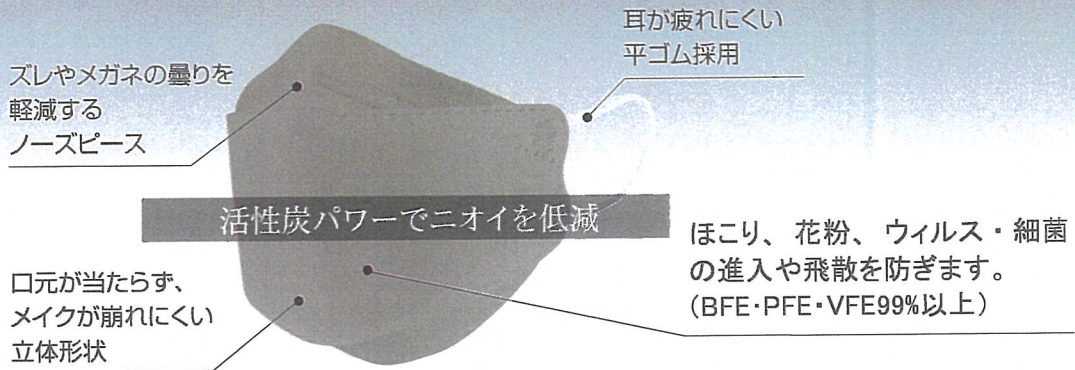 耳が疲れにくい
平ゴム採用
ズレやメガネの曇りを
軽減する
ノーズピース
活性炭パワーでニオイを低減
ほこり、花粉、ウィルス・細菌
の進入や飛散を防ぎます。
(BFE・PFE・VFE99%以上)
口元が当たらず、
メイクが崩れにくい
立体形状